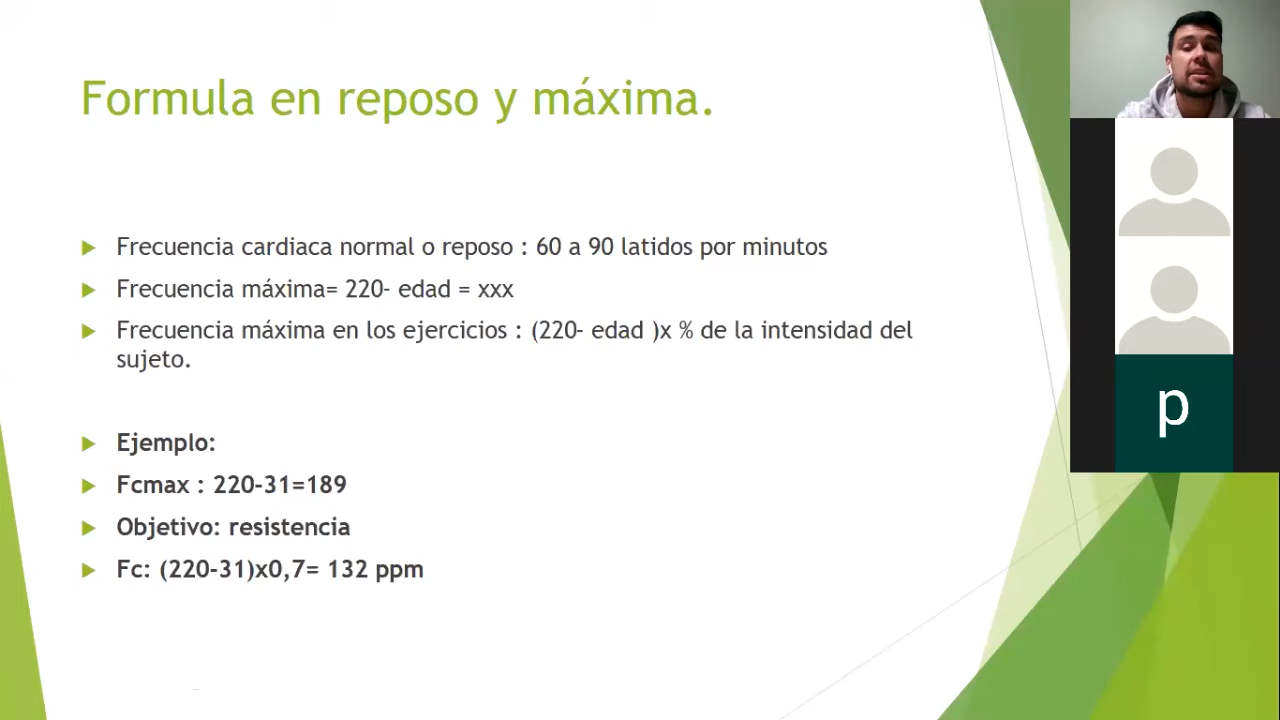 Formula en reposo y máxima.
Frecuencia cardiaca normal o reposo : 60 a 90 latidos por minutos
Frecuencia máxima= 220- edad = xxx
Frecuencia máxima en los ejercicios : (220- edad )x % de la intensidad del
sujeto.
Ejemplo:
Fcmax : 220-31=189
Objetivo: resistencia
Fc: (220-31)x0,7= 132 ppm
p